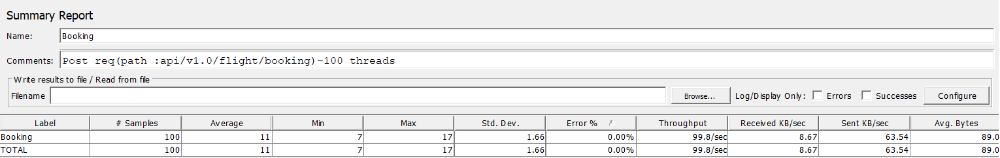 Summary Report
Name: Booking
Comments: Post req(path :api/v1.0/flight/booking)-100 threads
Write results to file / Read from file
Filename Browse... Log/Display Only: Errors Successes Configure
Label # Samples Average Min Max Std. Dev. Error % Throughput Received KB/sec Sent KB/sec Avg. Bytes
Booking 100 11 7 17 1.66 0.00% 99.8/sec 8.67 63.54 89.0
TOTAL 100 11 7 17 1.66 0.00% 99.8/sec 8.67 63.54 89.0